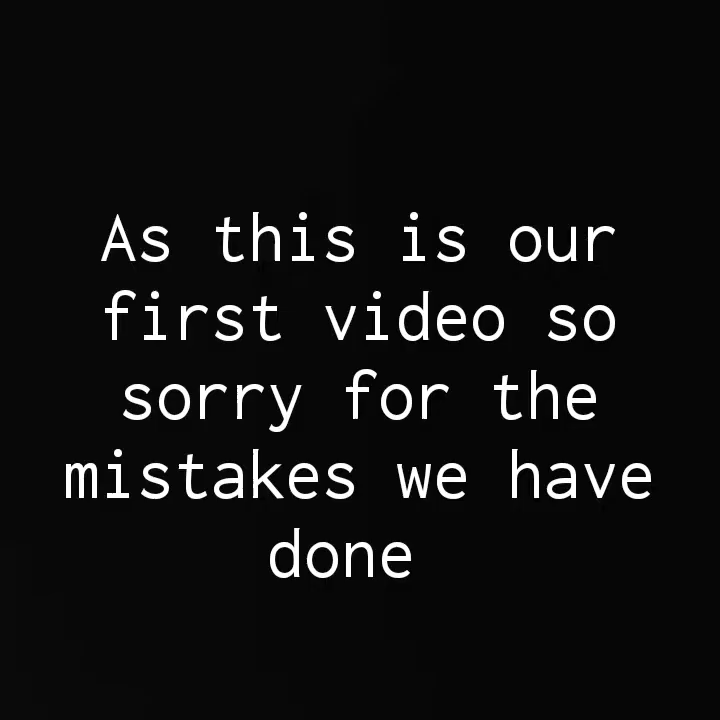 As this is our
first video so
sorry for the
mistakes we have
done